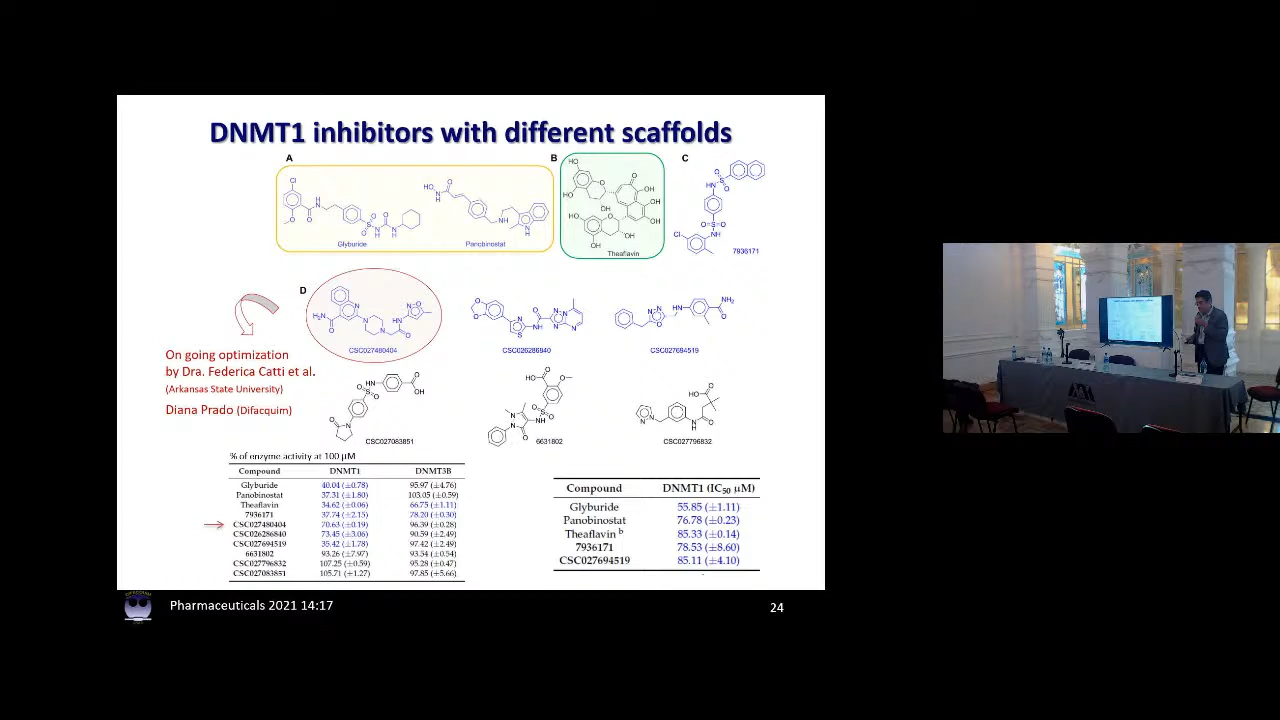 DNMT1 inhibitors with different scaffolds
A
B
C
Glyburide
Panobinostat
Theaflavin
7936171
D
CSC027480404
CSC026286840
CSC027694519
On going optimization
by Dra. Federica Catti et al.
(Arkansas State University)
Diana Prado (Difacquim)
CSC027083851
6631802
CSC027796832
% of enzyme activity at 100 µM
Compound DNMT1 DNMT3B
Glyburide 40.04 (±0.78) 95.97 (±4.76)
Panobinostat 37.31 (±1.80) 103.05 (±0.59)
Theaflavin 34.62 (±0.06) 66.75 (±1.11)
7936171 37.74 (±2.15) 78.20 (±0.30)
CSC027480404 70.63 (±0.19) 96.39 (±0.28)
CSC026286840 73.45 (±3.06) 90.59 (±2.49)
CSC027694519 35.42 (±1.78) 97.42 (±2.49)
6631802 93.26 (±7.97) 93.54 (±0.54)
CSC027796832 107.25 (±0.59) 95.28 (±0.47)
CSC027083851 105.71 (±1.27) 97.85 (±5.66)
Compound DNMT1 (IC50 µM)
Glyburide 55.85 (±1.11)
Panobinostat 76.78 (±0.23)
Theaflavin b 85.33 (±0.14)
7936171 78.53 (±8.60)
CSC027694519 85.11 (±4.10)
Pharmaceuticals 2021 14:17
24